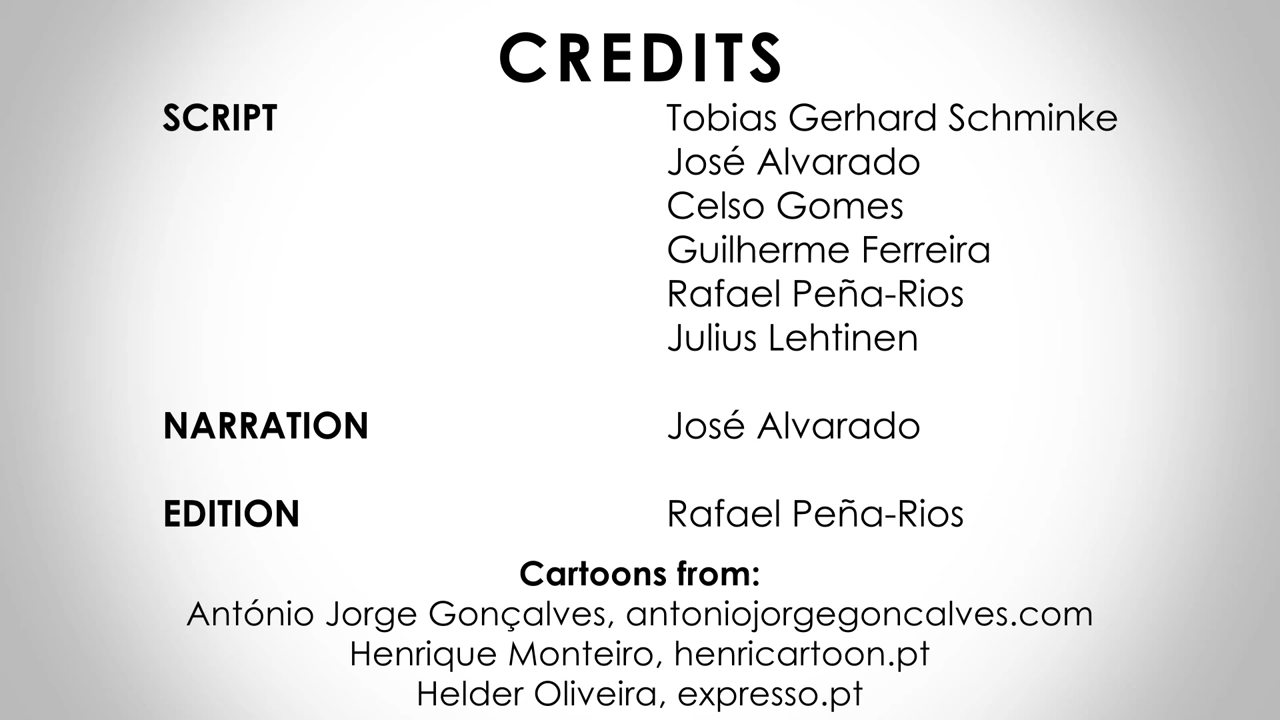 CREDITS
SCRIPT Tobias Gerhard Schminke
José Alvarado
Celso Gomes
Guilherme Ferreira
Rafael Peña-Rios
Julius Lehtinen
NARRATION José Alvarado
EDITION Rafael Peña-Rios
Cartoons from:
António Jorge Gonçalves, antoniojorgegoncalves.com
Henrique Monteiro, henricartoon.pt
Helder Oliveira, expresso.pt